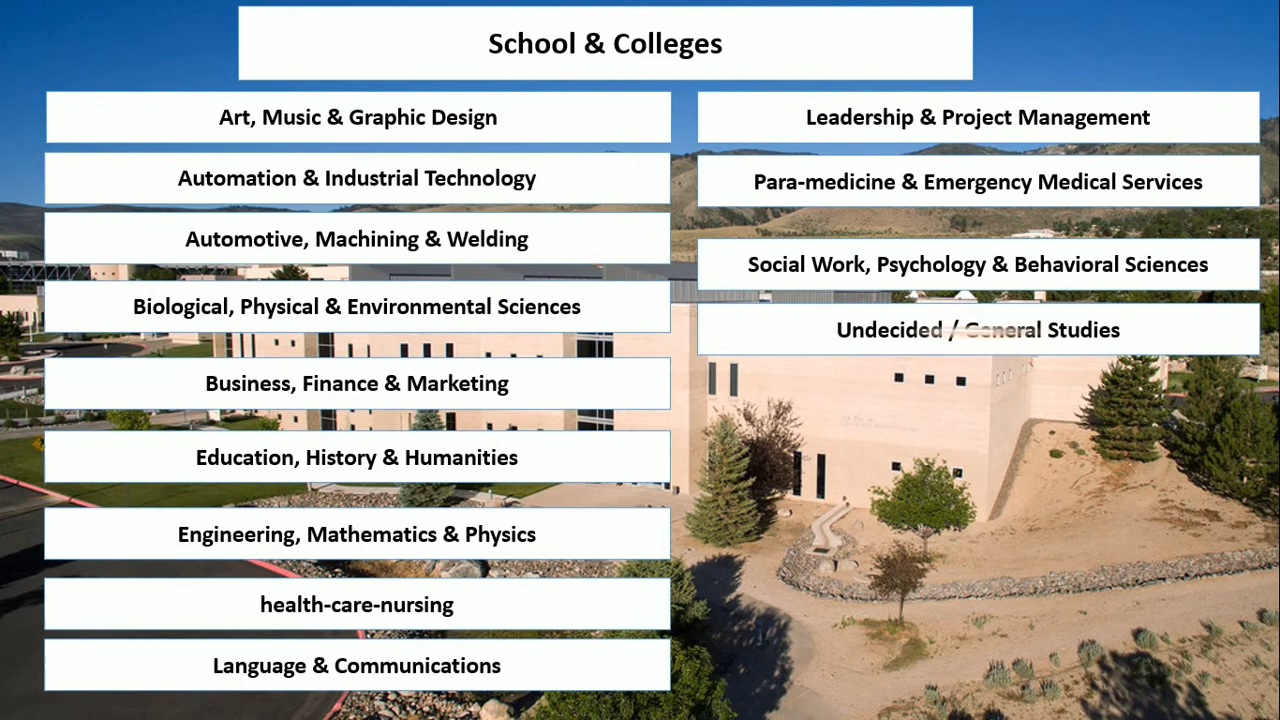 School & Colleges
Art, Music & Graphic Design
Automation & Industrial Technology
Automotive, Machining & Welding
Biological, Physical & Environmental Sciences
Business, Finance & Marketing
Education, History & Humanities
Engineering, Mathematics & Physics
health-care-nursing
Language & Communications
Leadership & Project Management
Para-medicine & Emergency Medical Services
Social Work, Psychology & Behavioral Sciences
Undecided / General Studies